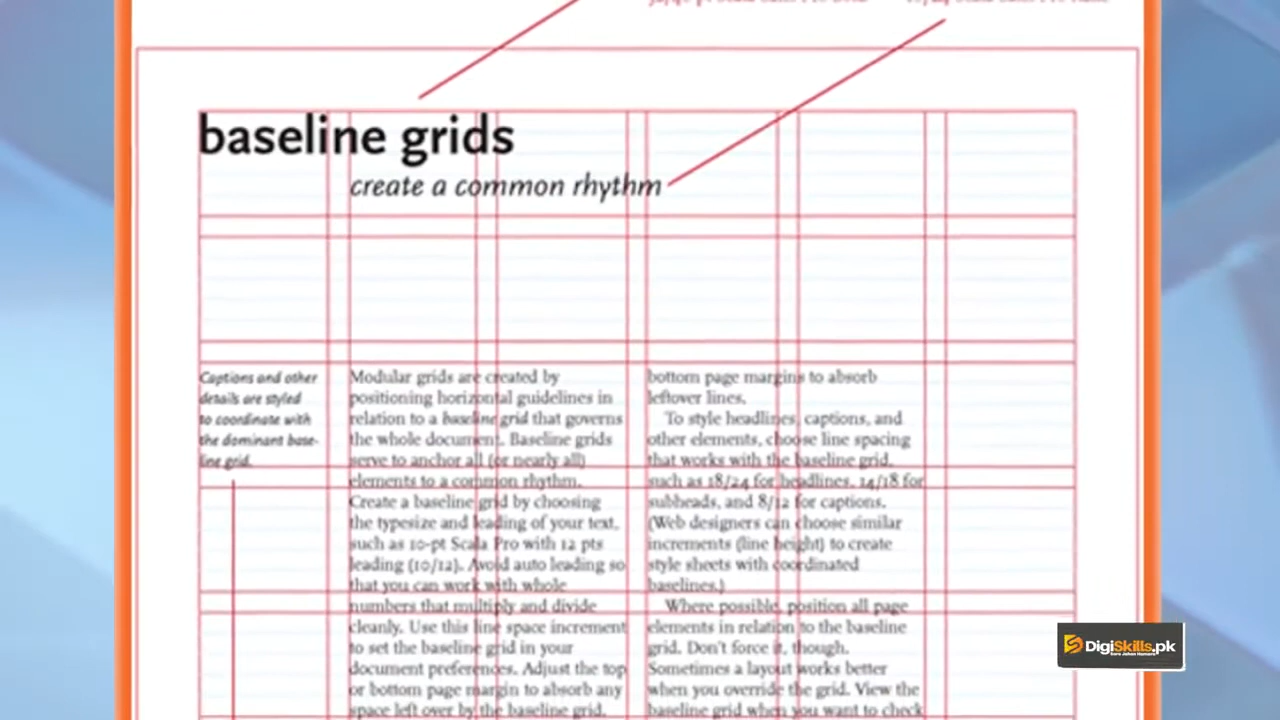 baseline grids
create a common rhythm
Captions and other
details are styled
to coordinate with
the dominant base-
line grid.
Modular grids are created by
positioning horizontal guidelines in
relation to a baseline grid that governs
the whole document. Baseline grids
serve to anchor all (or nearly all)
elements to a common rhythm.
Create a baseline grid by choosing
the typesize and leading of your text,
such as 10-pt Scala Pro with 12 pts
leading (10/12). Avoid auto leading so
that you can work with whole
numbers that multiply and divide
cleanly. Use this line space increment
to set the baseline grid in your
document preferences. Adjust the top
or bottom page margin to absorb any
space left over by the baseline grid.
bottom page margins to absorb
leftover lines.
To style headlines, captions, and
other elements, choose line spacing
that works with the baseline grid,
such as 18/24 for headlines, 14/18 for
subheads, and 8/12 for captions.
(Web designers can choose similar
increments (line height) to create
style sheets with coordinated
baselines.)
Where possible, position all page
elements in relation to the baseline
grid. Don't force it, though.
Sometimes a layout works better
when you override the grid. View the
baseline grid when you want to check
DigiSkills.pk